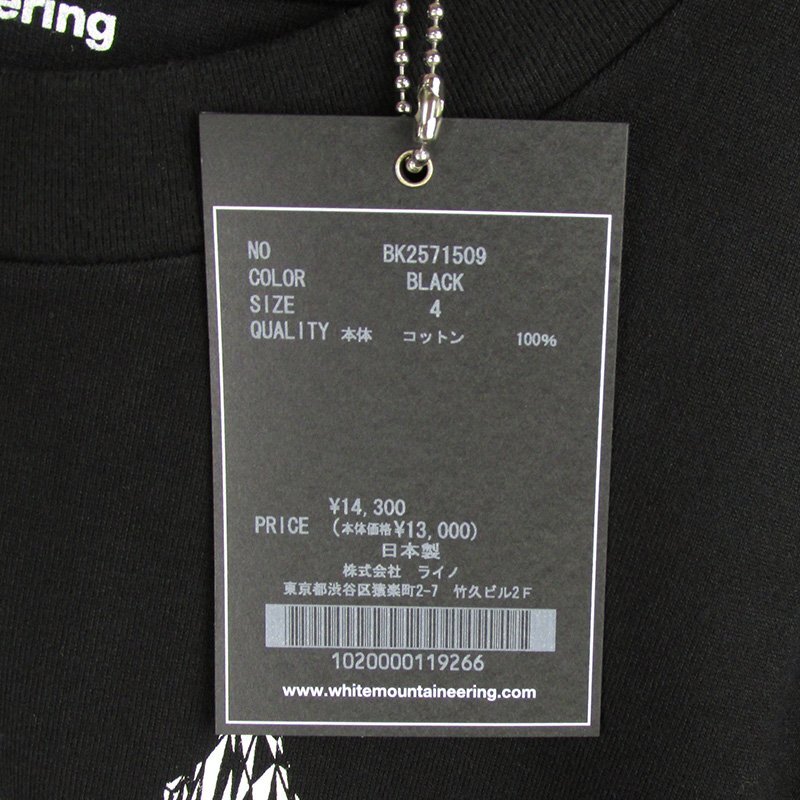 ering
NO BK2571509
COLOR BLACK
SIZE 4
QUALITY 本体 コットン 100%
¥14,300
PRICE (本体価格¥13,000)
日本製
株式会社 ライノ
東京都渋谷区猿楽町2-7 竹久ビル2F
1020000119266
www.whitemountaineering.com